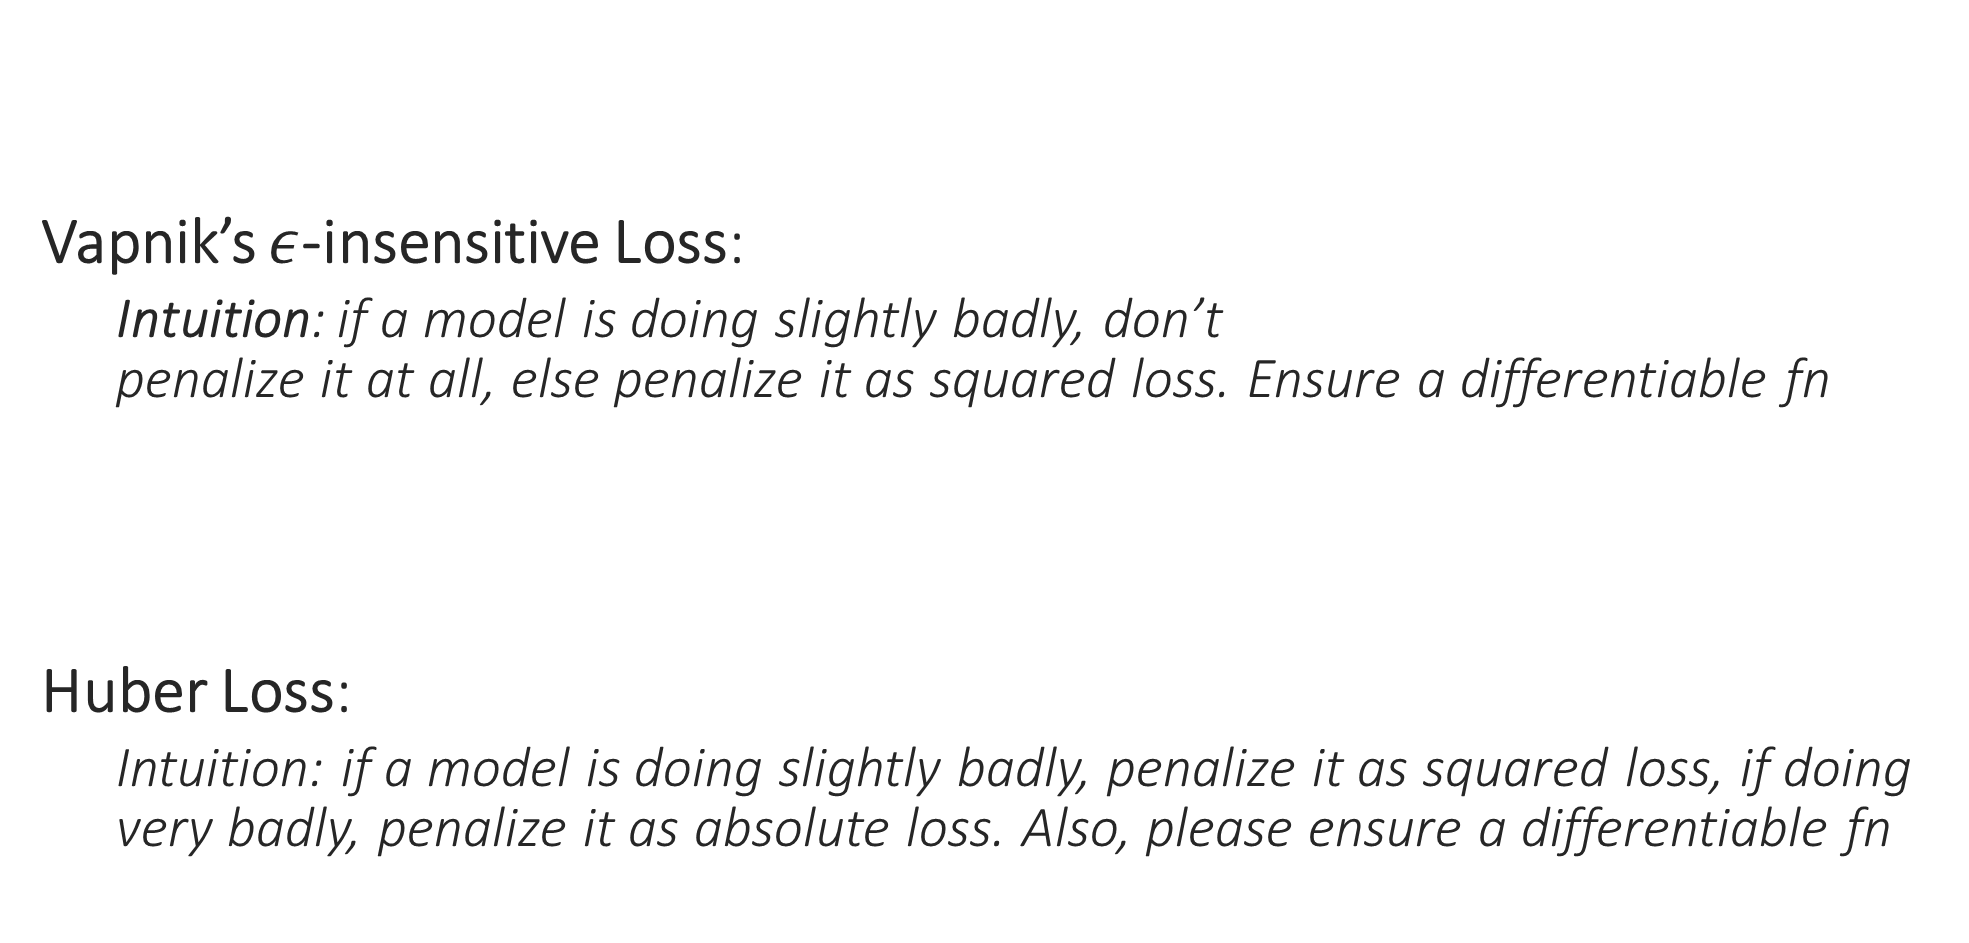 Vapnik’s ϵ-insensitive Loss:
Intuition: if a model is doing slightly badly, don’t
penalize it at all, else penalize it as squared loss. Ensure a differentiable fn
Huber Loss:
Intuition: if a model is doing slightly badly, penalize it as squared loss, if doing
very badly, penalize it as absolute loss. Also, please ensure a differentiable fn